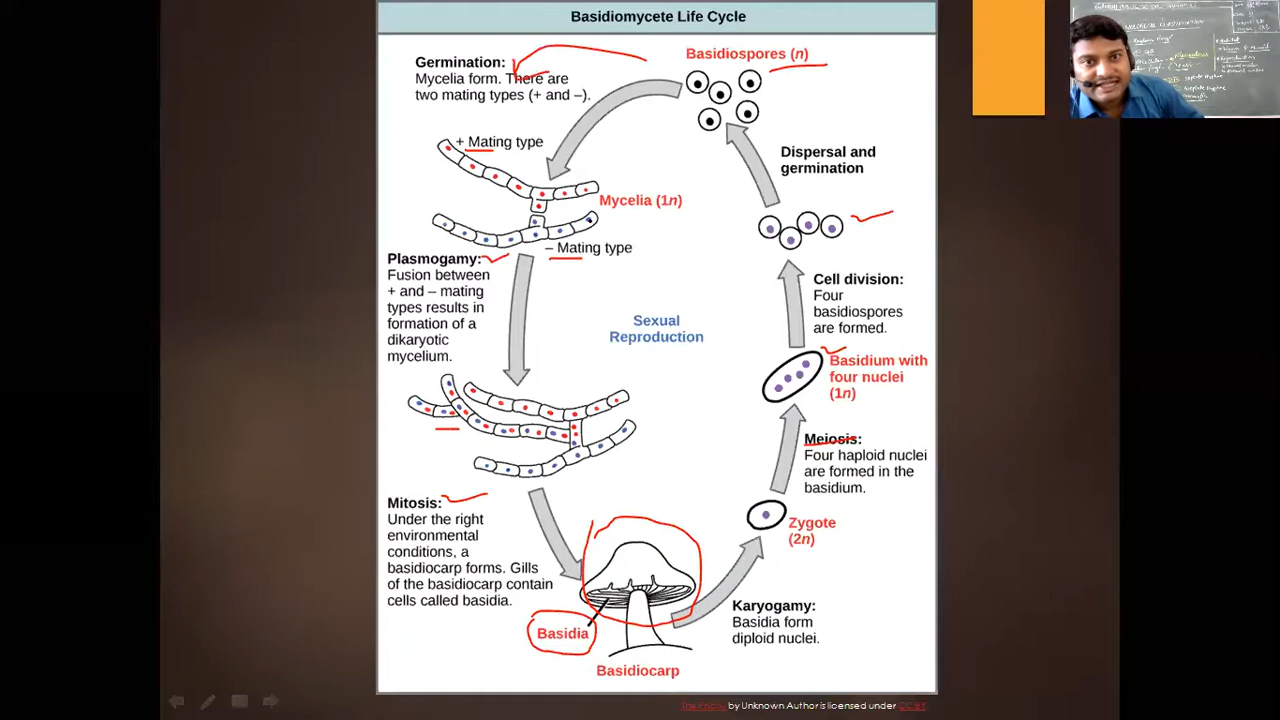 Basidiomycete Life Cycle
Basidiospores (n)
Germination:
Mycelia form. There are
two mating types (+ and –).
+ Mating type
Dispersal and
germination
Mycelia (1n)
– Mating type
Plasmogamy:
Fusion between
+ and – mating
types results in
formation of a
dikaryotic
mycelium.
Cell division:
Four
basidiospores
are formed.
Sexual
Reproduction
Basidium with
four nuclei
(1n)
Meiosis:
Four haploid nuclei
are formed in the
basidium.
Mitosis:
Under the right
environmental
conditions, a
basidiocarp forms. Gills
of the basidiocarp contain
cells called basidia.
Zygote
(2n)
Karyogamy:
Basidia form
diploid nuclei.
Basidia
Basidiocarp
by Unknown Author is licensed under